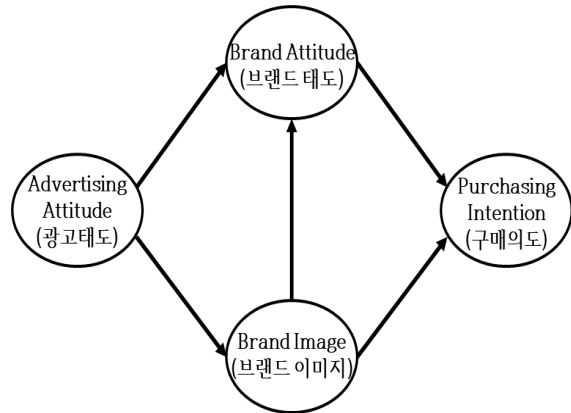 Brand Attitude
(브랜드 태도)
Advertising
Attitude
(광고태도)
Purchasing
Intention
(구매의도)
Brand Image
(브랜드 이미지)